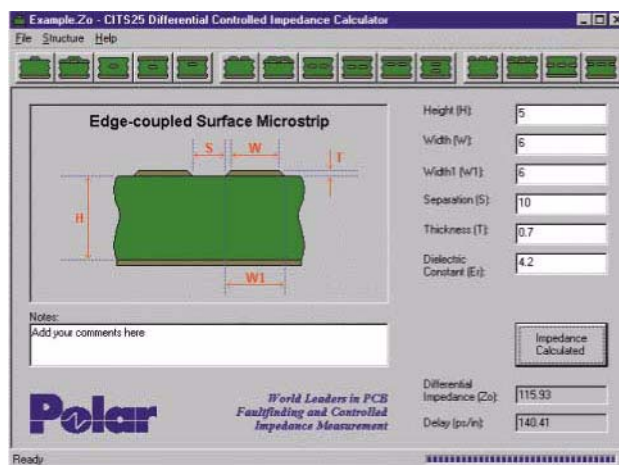 Example.Zo - CITS25 Differential Controlled Impedance Calculator
File Structure Help
Edge-coupled Surface Microstrip
S W T
H
W1
Height (H): 5
Width (W): 6
Width1 (W1): 6
Separation (S): 10
Thickness (T): 0.7
Dielectric
Constant (Er): 4.2
Notes:
Add your comments here
Impedance
Calculated
Polar
World Leaders in PCB
Faultfinding and Controlled
Impedance Measurement
Differential
Impedance (Zo): 115.93
Delay (ps/in): 140.41
Ready